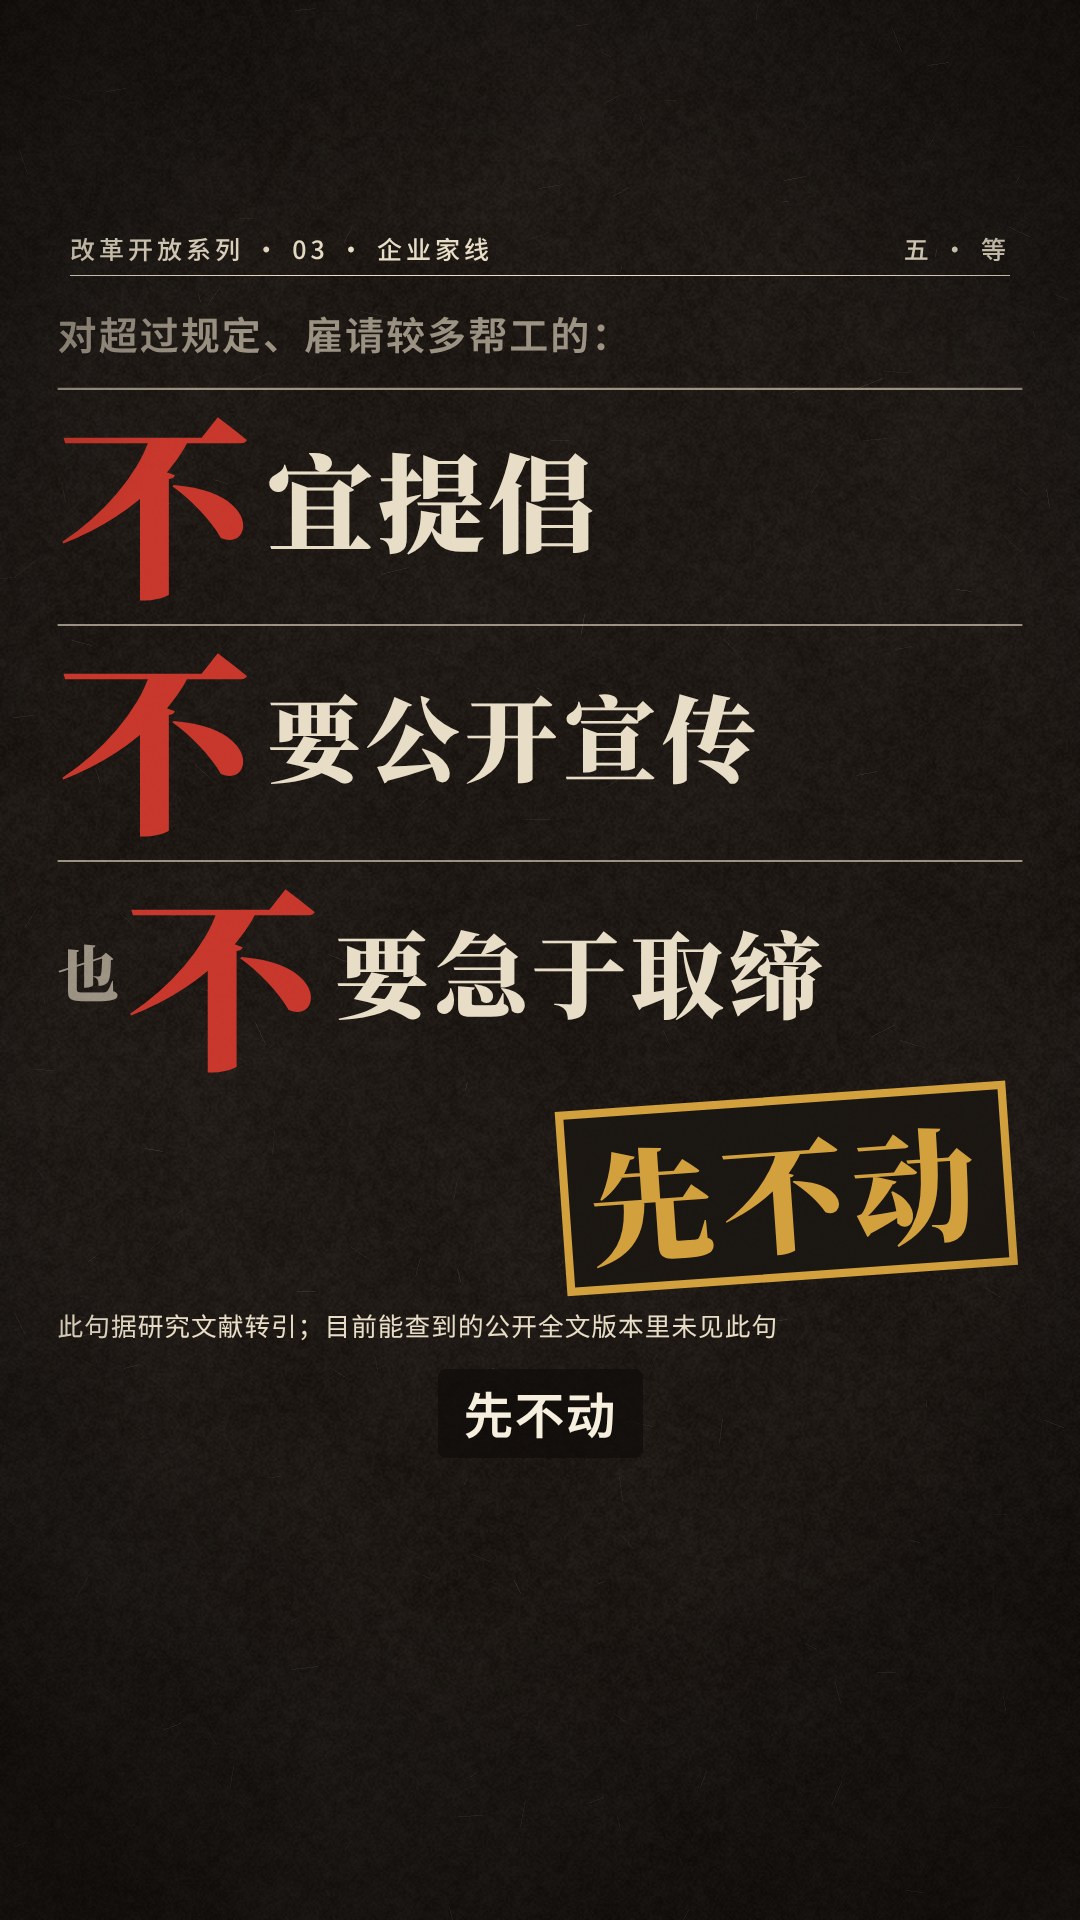 改革开放系列 · 03 · 企业家线
五 · 等
对超过规定、雇请较多帮工的：
不宜提倡
不要公开宣传
也不要急于取缔
先不动
此句据研究文献转引；目前能查到的公开全文版本里未见此句
先不动